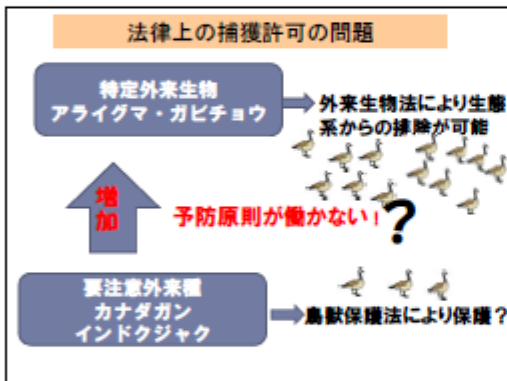 法律上の捕獲許可の問題
特定外来生物
アライグマ・ガビチョウ
外来生物法により生態
系からの排除が可能
増
加
予防原則が働かない！
?
要注意外来種
カナダガン
インドクジャク
鳥獣保護法により保護？